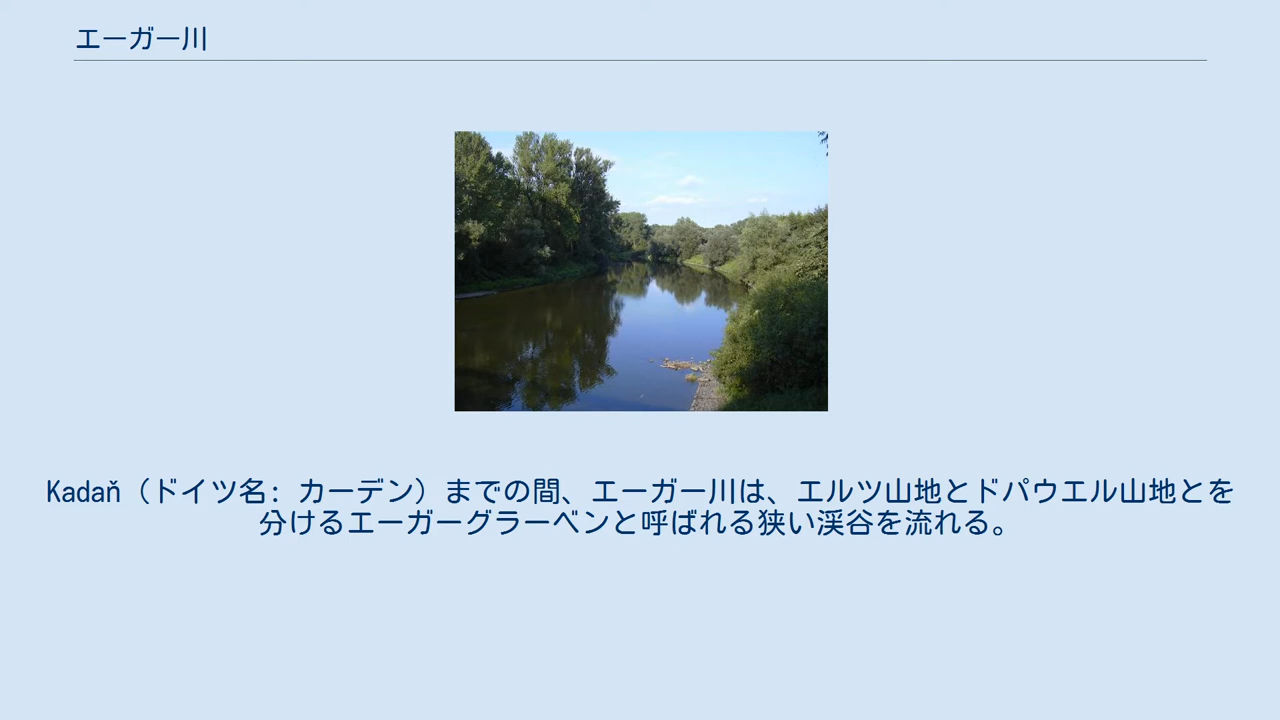 エーガー川
Kadaň（ドイツ名: カーデン）までの間、エーガー川は、エルツ山地とドパウエル山地とを
分けるエーガーグラーベンと呼ばれる狭い渓谷を流れる。